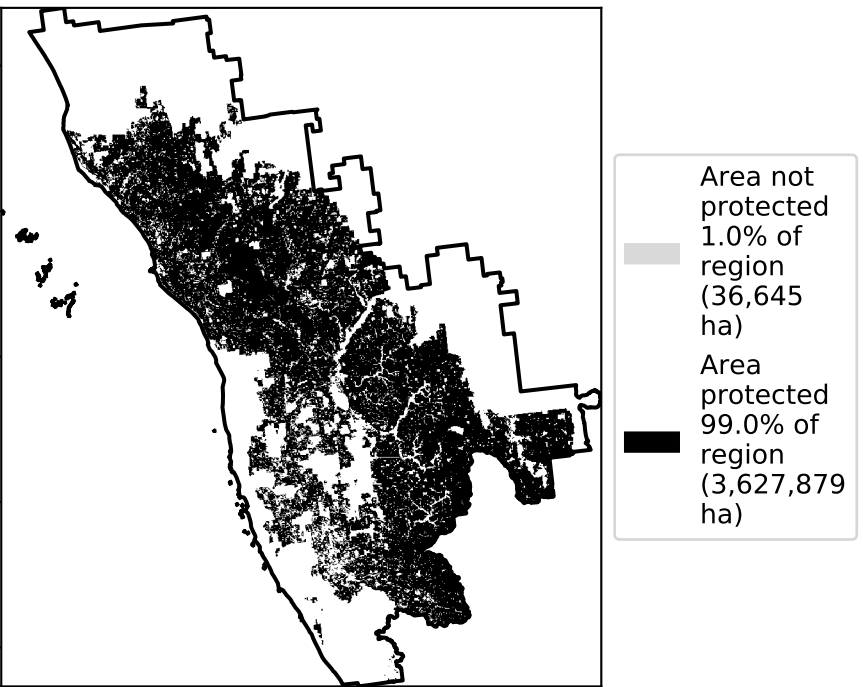 Area not
protected
1.0% of
region
(36,645
ha)
Area
protected
99.0% of
region
(3,627,879
ha)